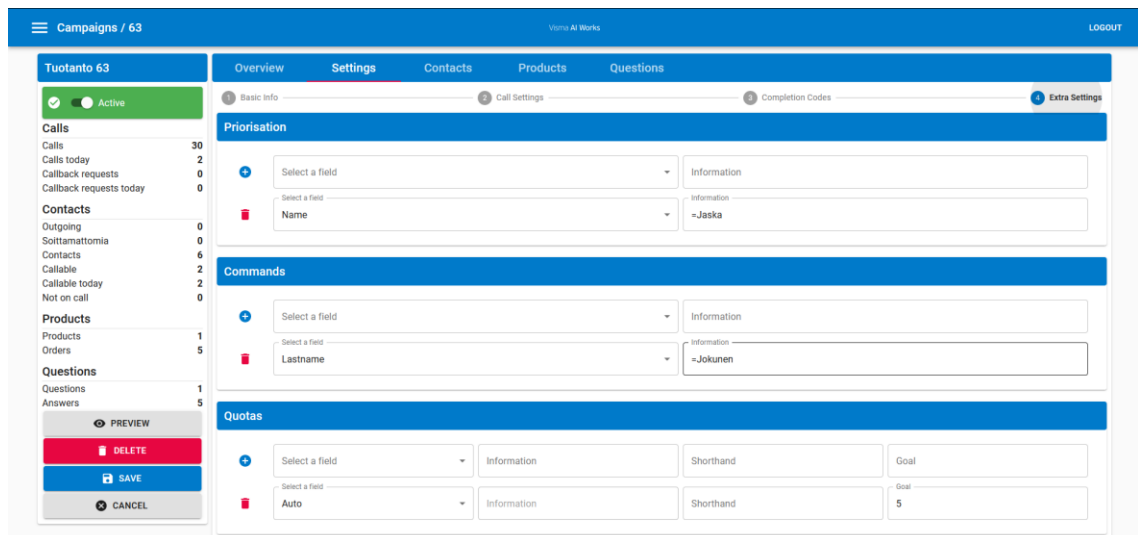 Campaigns / 63
Visma AI Works
LOGOUT
Tuotanto 63
Active
Calls
Calls 30
Calls today 2
Callback requests 0
Callback requests today 0
Contacts
Outgoing 0
Soittamattomia 0
Contacts 6
Callable 2
Callable today 2
Not on call 0
Products
Products 1
Orders 5
Questions
Questions 1
Answers 5
PREVIEW
DELETE
SAVE
CANCEL
Overview Settings Contacts Products Questions
1 Basic Info 2 Call Settings 3 Completion Codes 4 Extra Settings
Priorisation
Select a field Information
Select a field Information
Name =Jaska
Commands
Select a field Information
Select a field Information
Lastname =Jokunen
Quotas
Select a field Information Shorthand Goal
Select a field Goal
Auto Information Shorthand 5